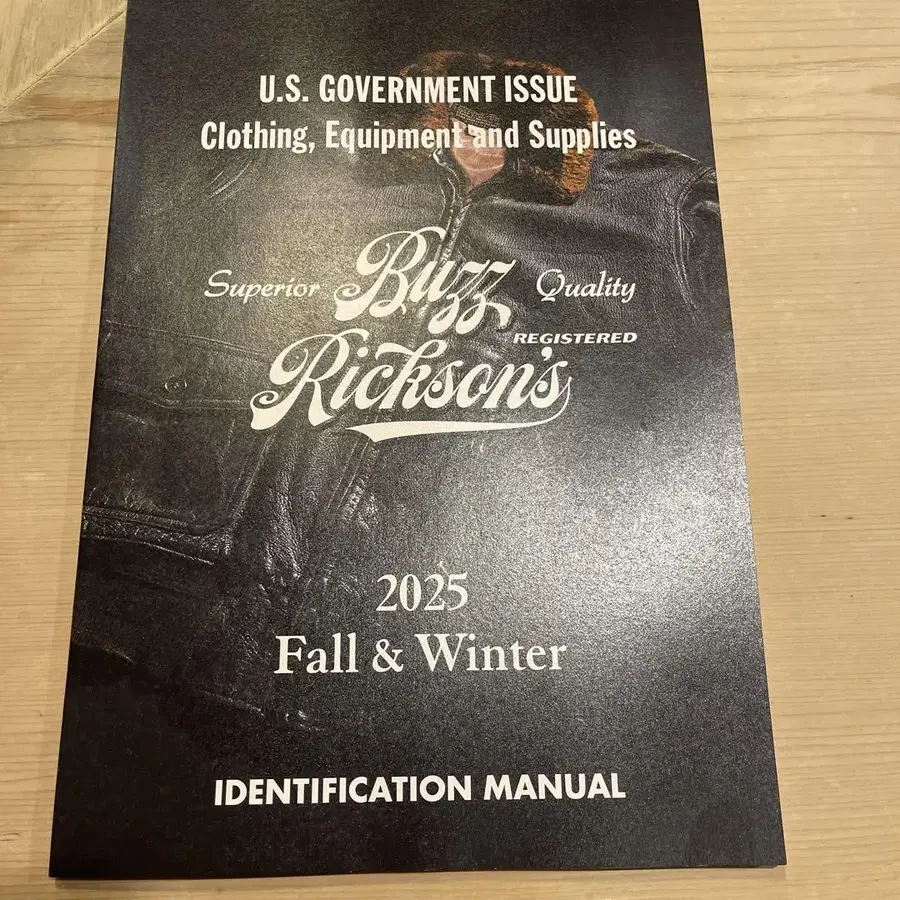 U.S. GOVERNMENT ISSUE
Clothing, Equipment and Supplies
Superior Buzz Quality
REGISTERED
Rickson's
2025
Fall & Winter
IDENTIFICATION MANUAL